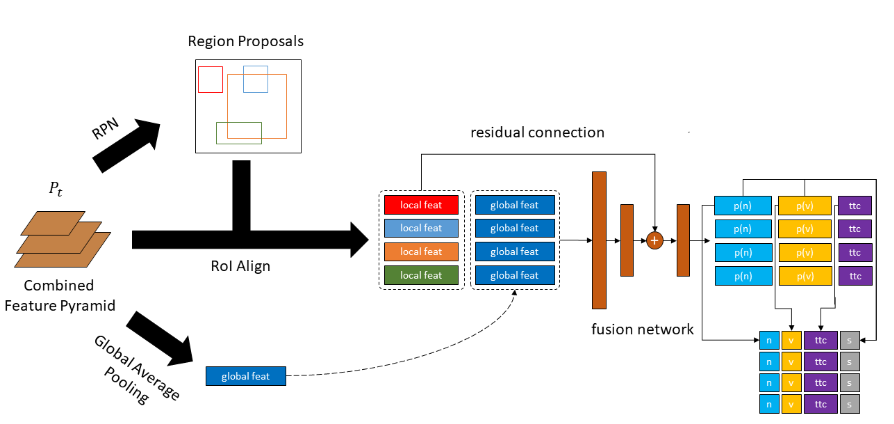 Region Proposals
RPN
residual connection
P_t
local feat global feat
local feat global feat
local feat global feat
local feat global feat
+
p(n) p(v) ttc
p(n) p(v) ttc
p(n) p(v) ttc
p(n) p(v) ttc
RoI Align
Combined
Feature Pyramid
fusion network
Global Average
Pooling
global feat
n v ttc s
n v ttc s
n v ttc s
n v ttc s